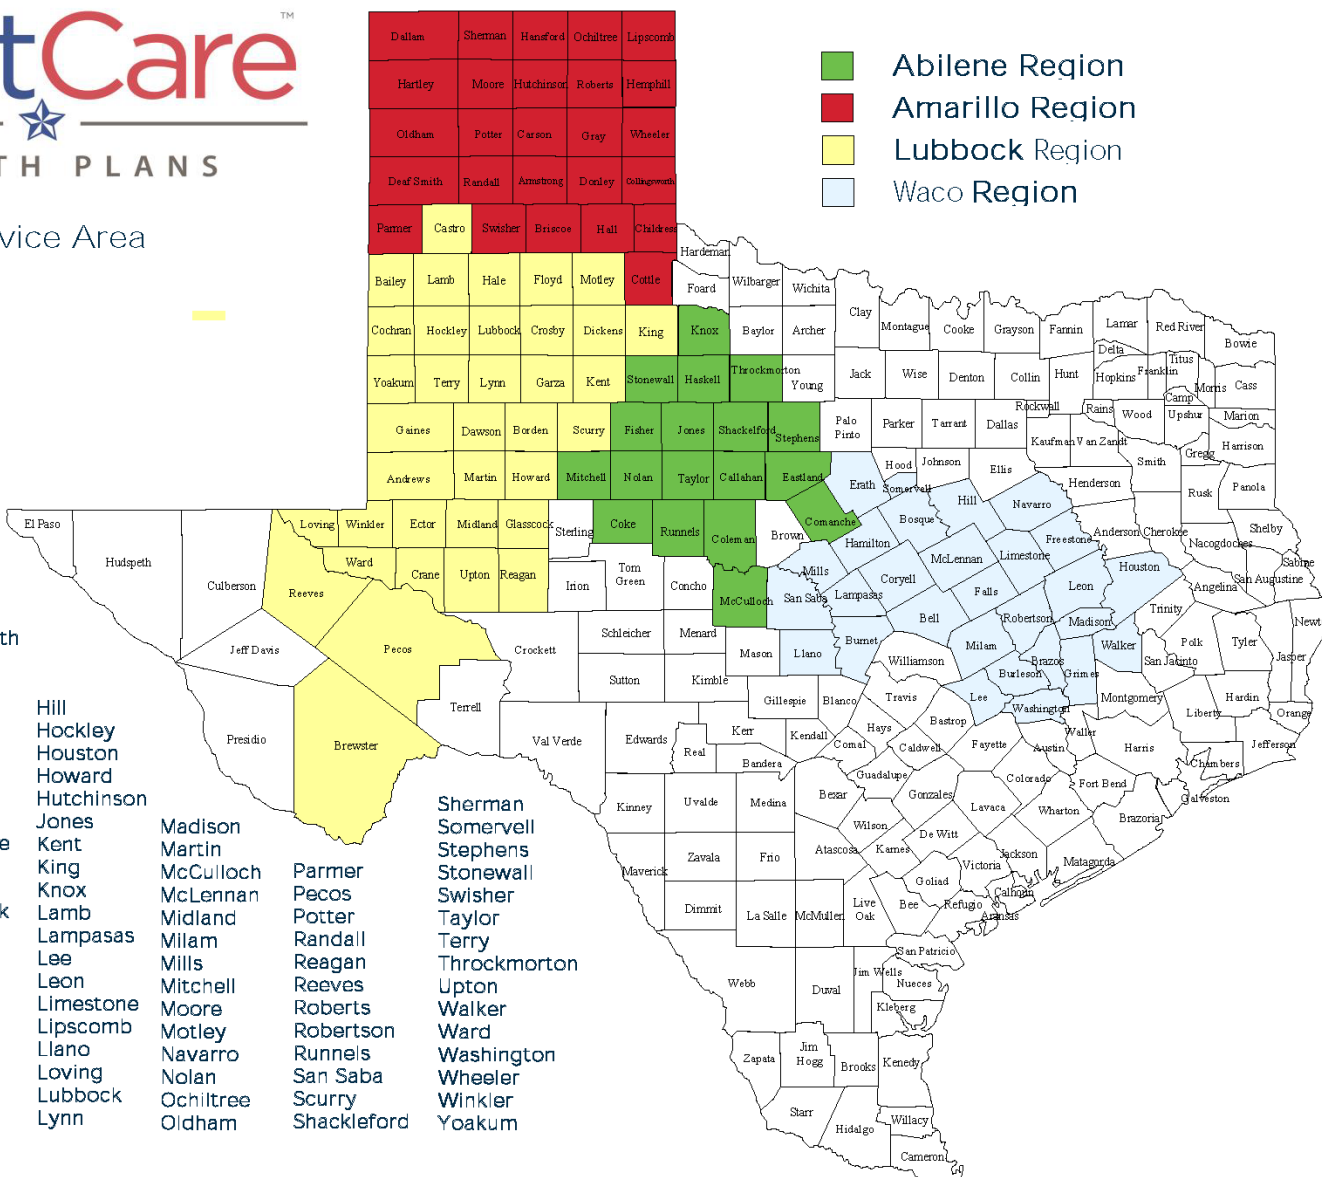 tCare™
TH PLANS
vice Area
Abilene Region
Amarillo Region
Lubbock Region
Waco Region
Dallam Sherman Hansford Ochiltree Lipscomb
Hartley Moore Hutchinson Roberts Hemphill
Oldham Potter Carson Gray Wheeler
Deaf Smith Randall Armstrong Donley Collingsworth
Parmer Castro Swisher Briscoe Hall Childress
Hardeman
Bailey Lamb Hale Floyd Motley Cottle Foard Wilbarger Wichita
Clay Montague Cooke Grayson Fannin Lamar Red River Bowie
Cochran Hockley Lubbock Crosby Dickens King Knox Baylor Archer
Delta Titus Franklin Hopkins Morris Cass Camp
Yoakum Terry Lynn Garza Kent Stonewall Haskell Throckmorton Young Jack Wise Denton Collin Hunt
Rockwall Rains Wood Upshur Marion
Gaines Dawson Borden Scurry Fisher Jones Shackelford Stephens Palo Pinto Parker Tarrant Dallas Kaufman Van Zandt Harrison
Smith Gregg
Andrews Martin Howard Mitchell Nolan Taylor Callahan Eastland Erath Hood Johnson Ellis Henderson Rusk Panola
Somervell Hill Navarro
El Paso Hudspeth Culberson Loving Winkler Ector Midland Glasscock Sterling Coke Runnels Coleman Brown Comanche Bosque Hamilton Freestone Anderson Cherokee Nacogdoches Shelby
Reeves Ward Crane Upton Reagan Irion Tom Green Concho McCulloch San Saba Mills Lampasas Coryell McLennan Limestone Falls Leon Houston Angelina San Augustine Sabine
Bell Robertson Madison Trinity Newt
Jeff Davis Pecos Crockett Schleicher Menard Mason Llano Burnet Williamson Milam Brazos Walker Polk Tyler Jasper
Sutton Kimble Burleson Grimes San Jacinto
Presidio Brewster Terrell Val Verde Edwards Gillespie Blanco Travis Lee Washington Montgomery Hardin
Liberty Orange
Real Kerr Kendall Hays Bastrop Fayette Austin Waller Harris Jefferson
Bandera Comal Caldwell Chambers
Guadalupe Colorado Fort Bend
Kinney Uvalde Medina Bexar Gonzales Lavaca Wharton Galveston
Wilson De Witt Brazoria
Maverick Zavala Frio Atascosa Karnes Victoria Jackson Matagorda
Goliad Calhoun
Dimmit La Salle McMullen Live Oak Bee Refugio Aransas
San Patricio
Webb Duval Jim Wells Nueces
Kleberg
Zapata Jim Hogg Brooks Kenedy
Starr Hidalgo Willacy
Cameron
th
e
k
Hill
Hockley
Houston
Howard
Hutchinson
Jones
Kent
King
Knox
Lamb
Lampasas
Lee
Leon
Limestone
Lipscomb
Llano
Loving
Lubbock
Lynn
Madison
Martin
McCulloch
McLennan
Midland
Milam
Mills
Mitchell
Moore
Motley
Navarro
Nolan
Ochiltree
Oldham
Parmer
Pecos
Potter
Randall
Reagan
Reeves
Roberts
Robertson
Runnels
San Saba
Scurry
Shackleford
Sherman
Somervell
Stephens
Stonewall
Swisher
Taylor
Terry
Throckmorton
Upton
Walker
Ward
Washington
Wheeler
Winkler
Yoakum